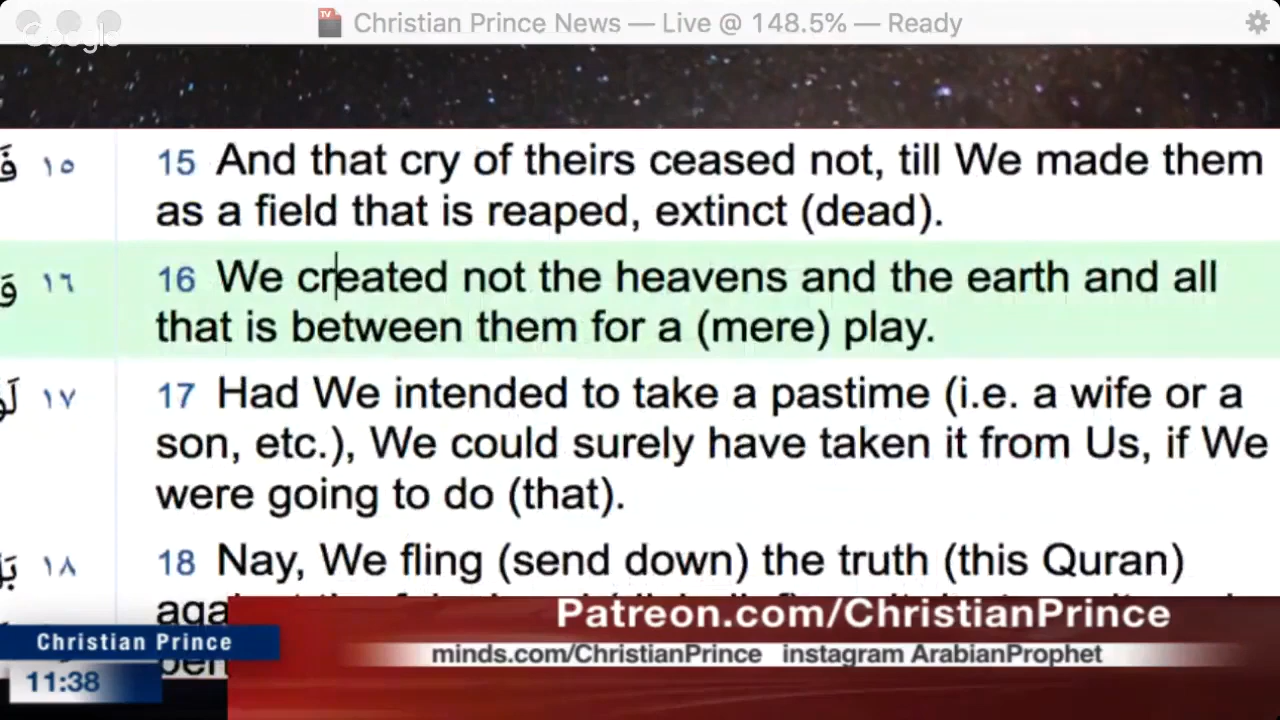 Christian Prince News — Live @ 148.5% — Ready
Google
١٥ 15 And that cry of theirs ceased not, till We made them
as a field that is reaped, extinct (dead).
١٦ 16 We created not the heavens and the earth and all
that is between them for a (mere) play.
١٧ 17 Had We intended to take a pastime (i.e. a wife or a
son, etc.), We could surely have taken it from Us, if We
were going to do (that).
١٨ 18 Nay, We fling (send down) the truth (this Quran)
Patreon.com/ChristianPrince
Christian Prince
minds.com/ChristianPrince instagram ArabianProphet
11:38